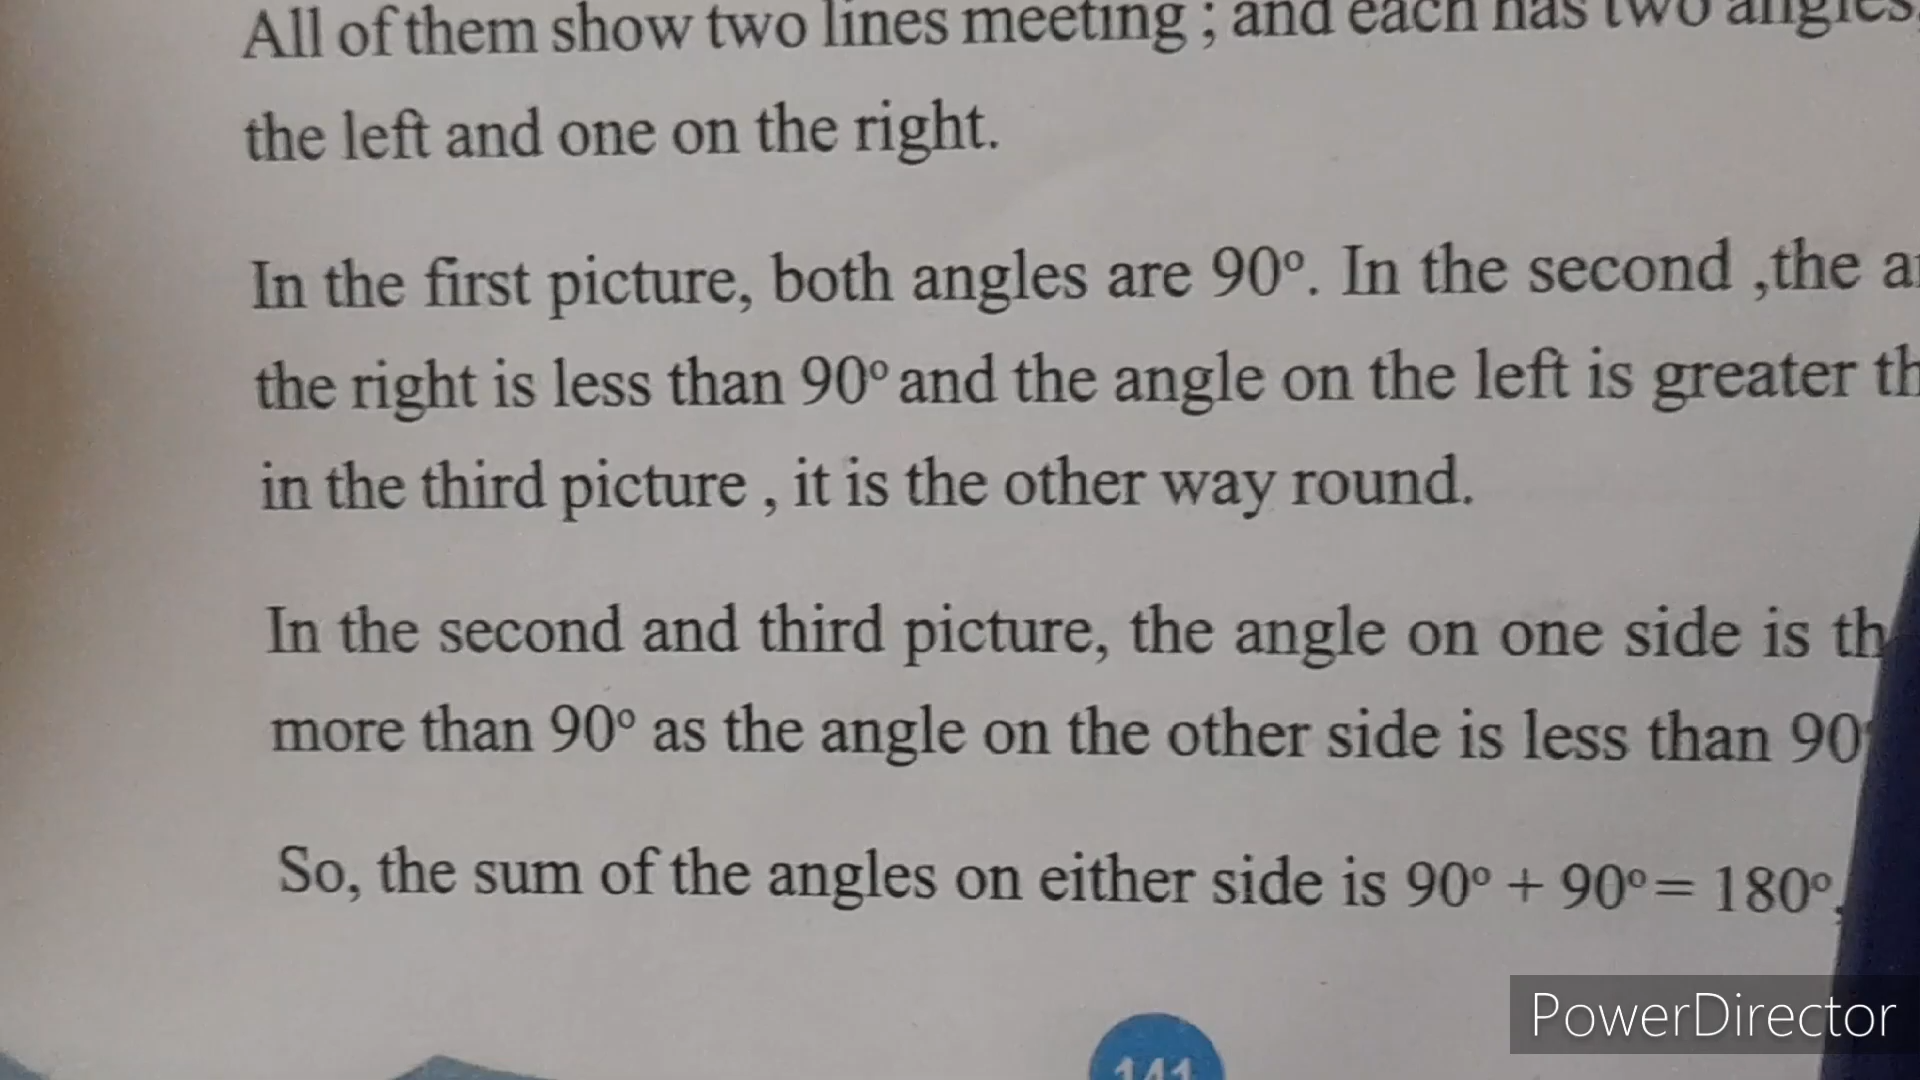 All of them show two lines meeting ; and each has two angles,
the left and one on the right.
In the first picture, both angles are 90°. In the second ,the
the right is less than 90° and the angle on the left is greater
in the third picture , it is the other way round.
In the second and third picture, the angle on one side is
more than 90° as the angle on the other side is less than 90
So, the sum of the angles on either side is 90° + 90° = 180°,
141
PowerDirector